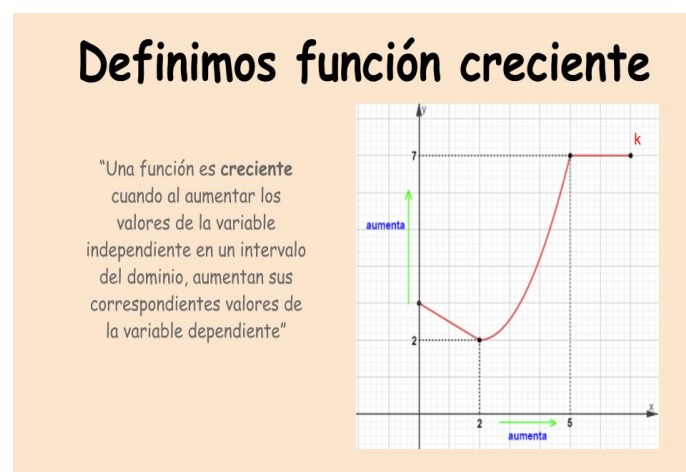 Definimos función creciente
“Una función es creciente
cuando al aumentar los
valores de la variable
independiente en un intervalo
del dominio, aumentan sus
correspondientes valores de
la variable dependiente”
y
k
7
aumenta
2
x
2
5
aumenta